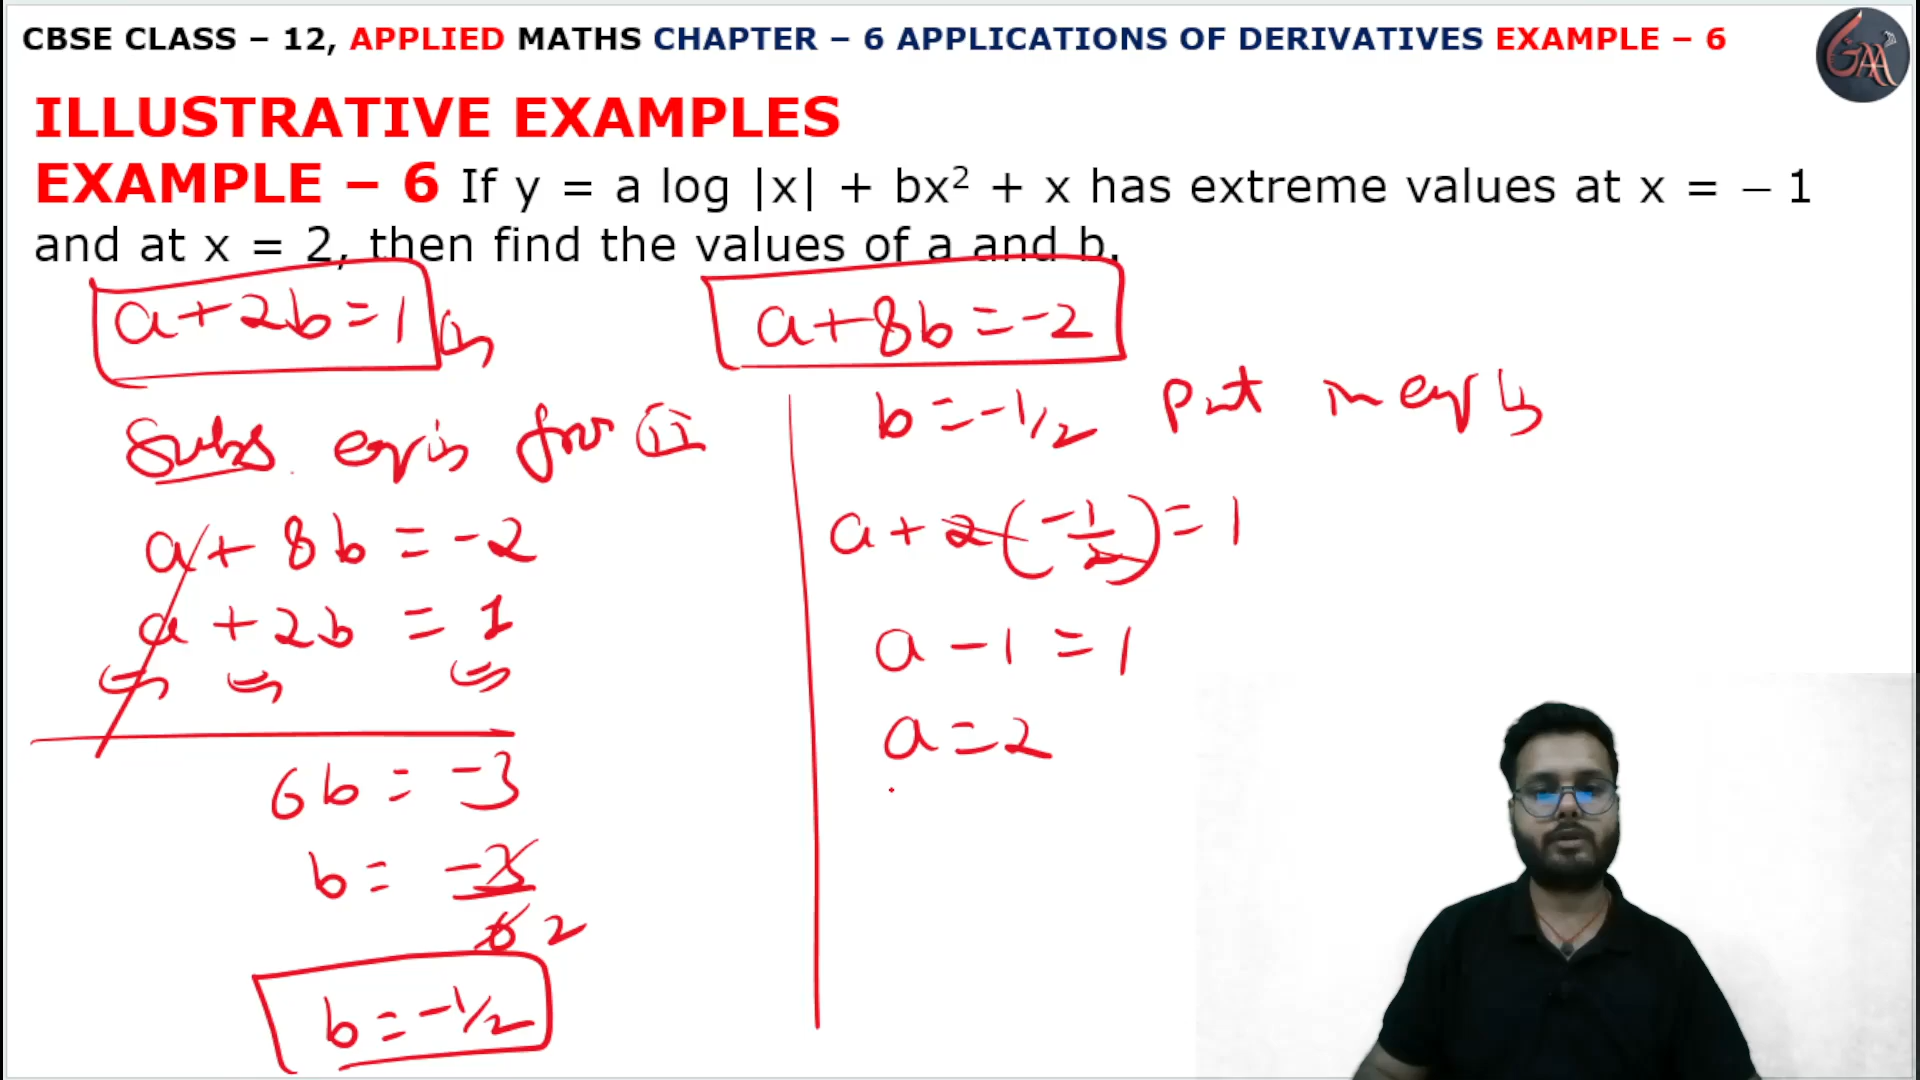 CBSE CLASS – 12, APPLIED MATHS CHAPTER – 6 APPLICATIONS OF DERIVATIVES EXAMPLE – 6
ILLUSTRATIVE EXAMPLES
EXAMPLE – 6 If y = a log |x| + bx² + x has extreme values at x = – 1
and at x = 2, then find the values of a and b.
a+2b=1
a+8b=-2
Subs. eq (i) from (ii)
a + 8b = -2
a + 2b = 1
(-) (-) (-)
6b = -3
b = -3/6 2
b=-1/2
b=-1/2 put in eq (i)
a+2(-1/2)=1
a-1=1
a=2